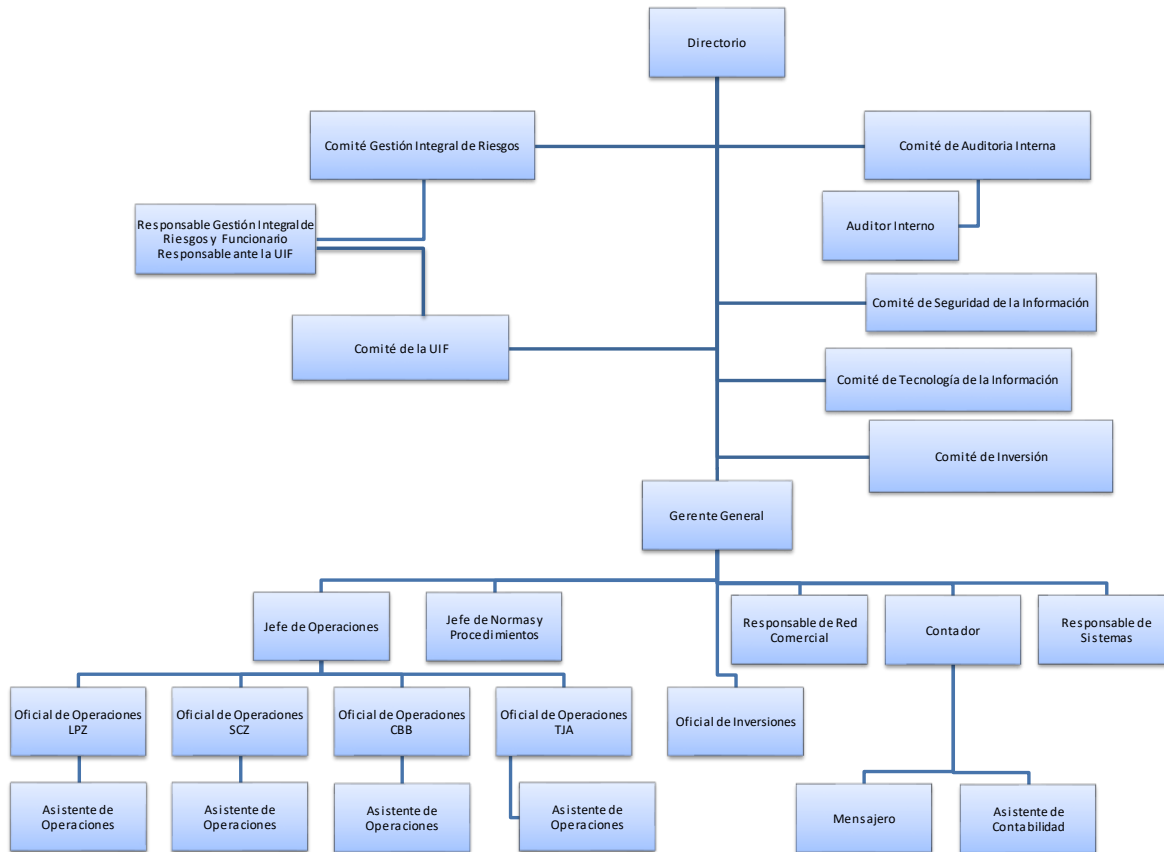 Directorio
Comité Gestión Integral de Riesgos
Comité de Auditoria Interna
Responsable Gestión Integral de
Riesgos y Funcionario
Responsable ante la UIF
Auditor Interno
Comité de Seguridad de la Información
Comité de la UIF
Comité de Tecnología de la Información
Comité de Inversión
Gerente General
Jefe de Operaciones
Jefe de Normas y
Procedimientos
Responsable de Red
Comercial
Contador
Responsable de
Sistemas
Oficial de Operaciones
LPZ
Oficial de Operaciones
SCZ
Oficial de Operaciones
CBB
Oficial de Operaciones
TJA
Oficial de Inversiones
Asistente de
Operaciones
Asistente de
Operaciones
Asistente de
Operaciones
Asistente de
Operaciones
Mensajero
Asistente de
Contabilidad